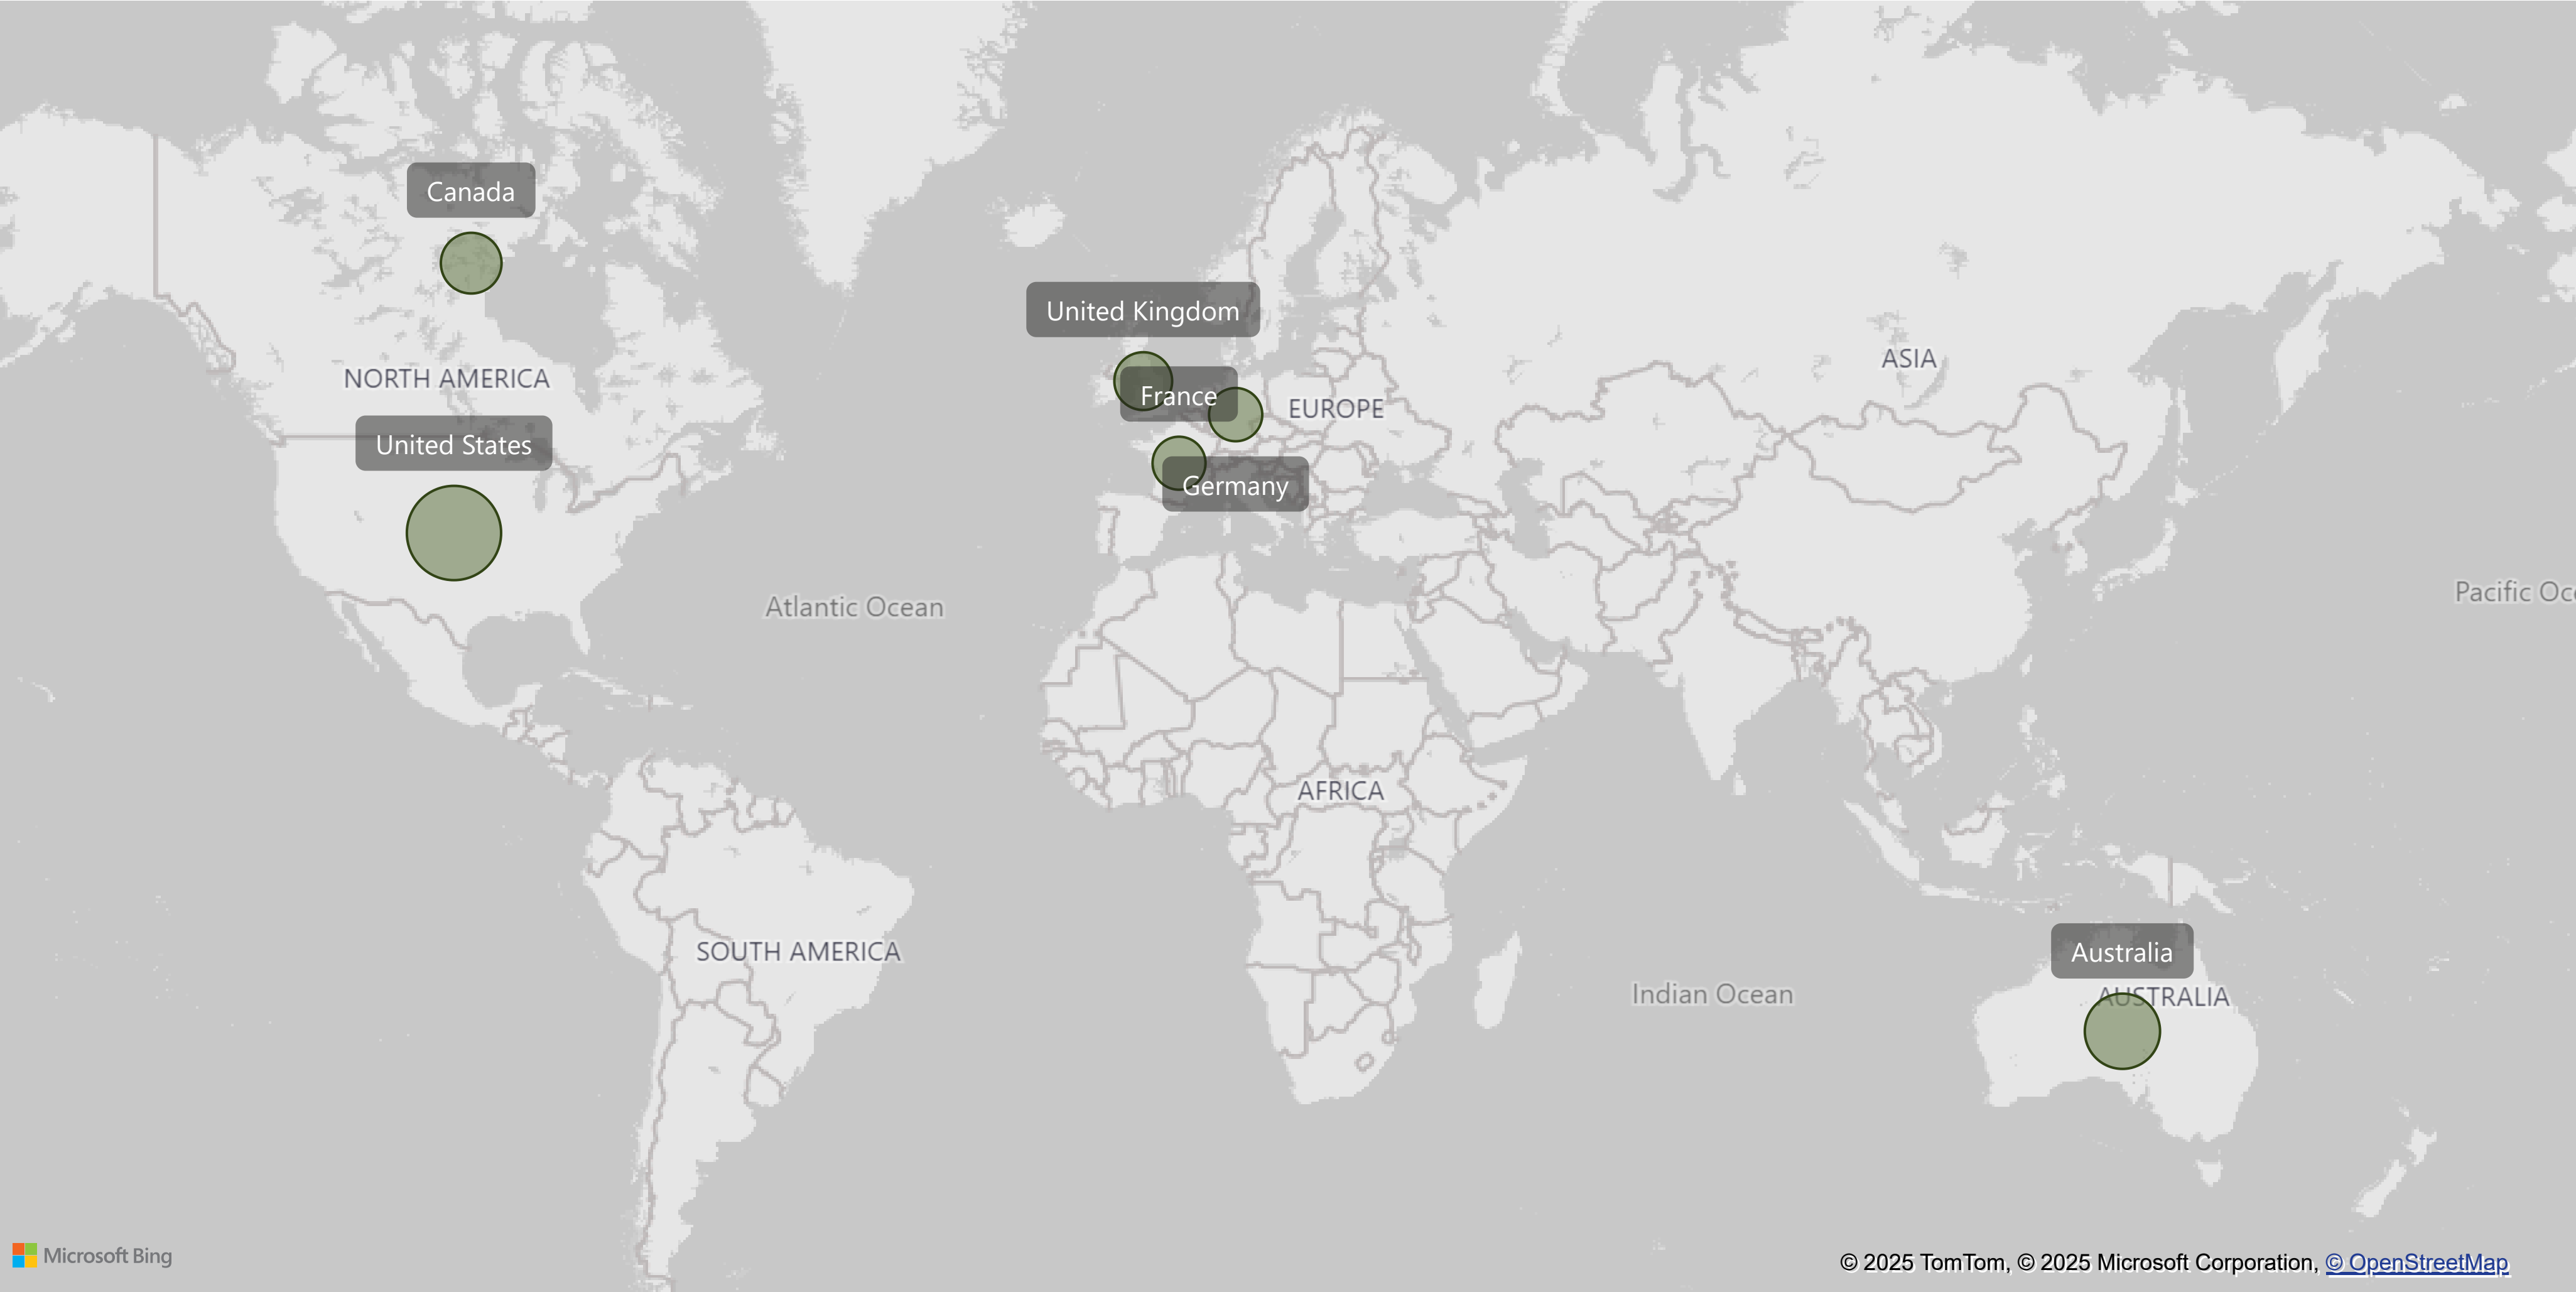 Canada
United Kingdom
ASIA
NORTH AMERICA
France
EUROPE
United States
Germany
Pacific Oce
Atlantic Ocean
AFRICA
SOUTH AMERICA
Australia
Indian Ocean
AUSTRALIA
Microsoft Bing
© 2025 TomTom, © 2025 Microsoft Corporation, © OpenStreetMap